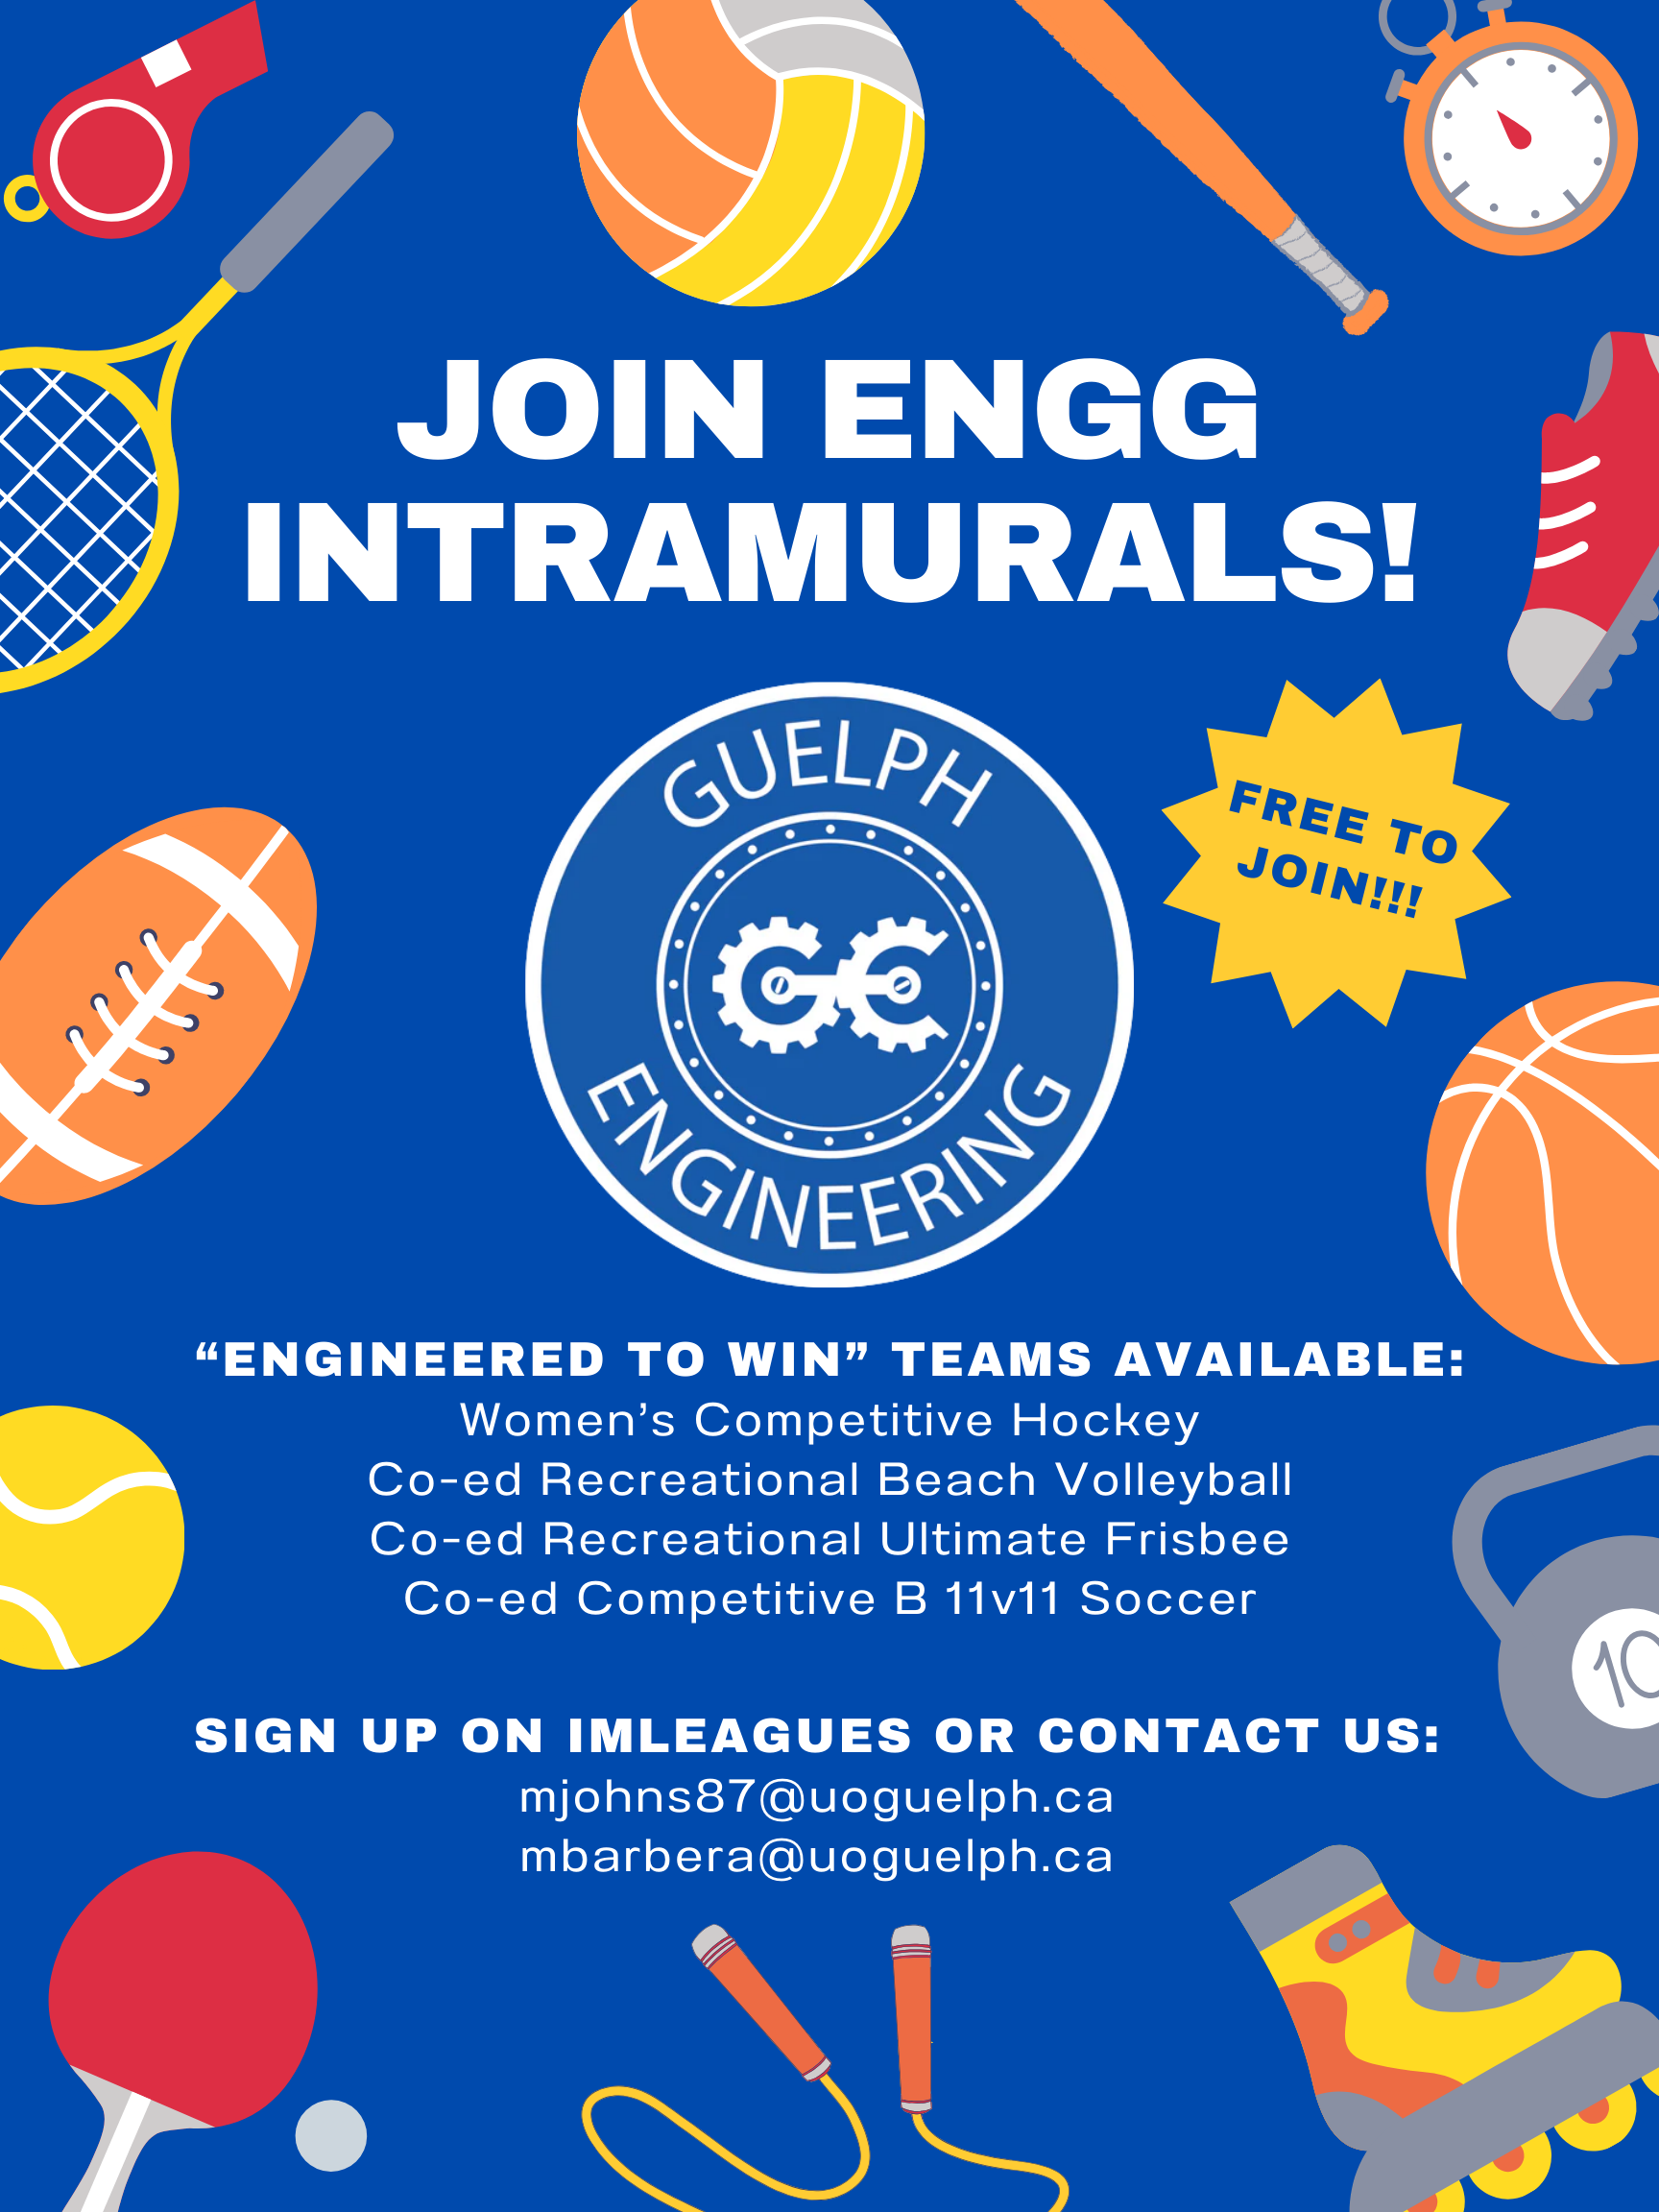 JOIN ENGG
INTRAMURALS!
GUELPH
GE
ENGINEERING
FREE TO
JOIN!!!
“ENGINEERED TO WIN” TEAMS AVAILABLE:
Women’s Competitive Hockey
Co-ed Recreational Beach Volleyball
Co-ed Recreational Ultimate Frisbee
Co-ed Competitive B 11v11 Soccer
10
SIGN UP ON IMLEAGUES OR CONTACT US:
mjohns87@uoguelph.ca
mbarbera@uoguelph.ca